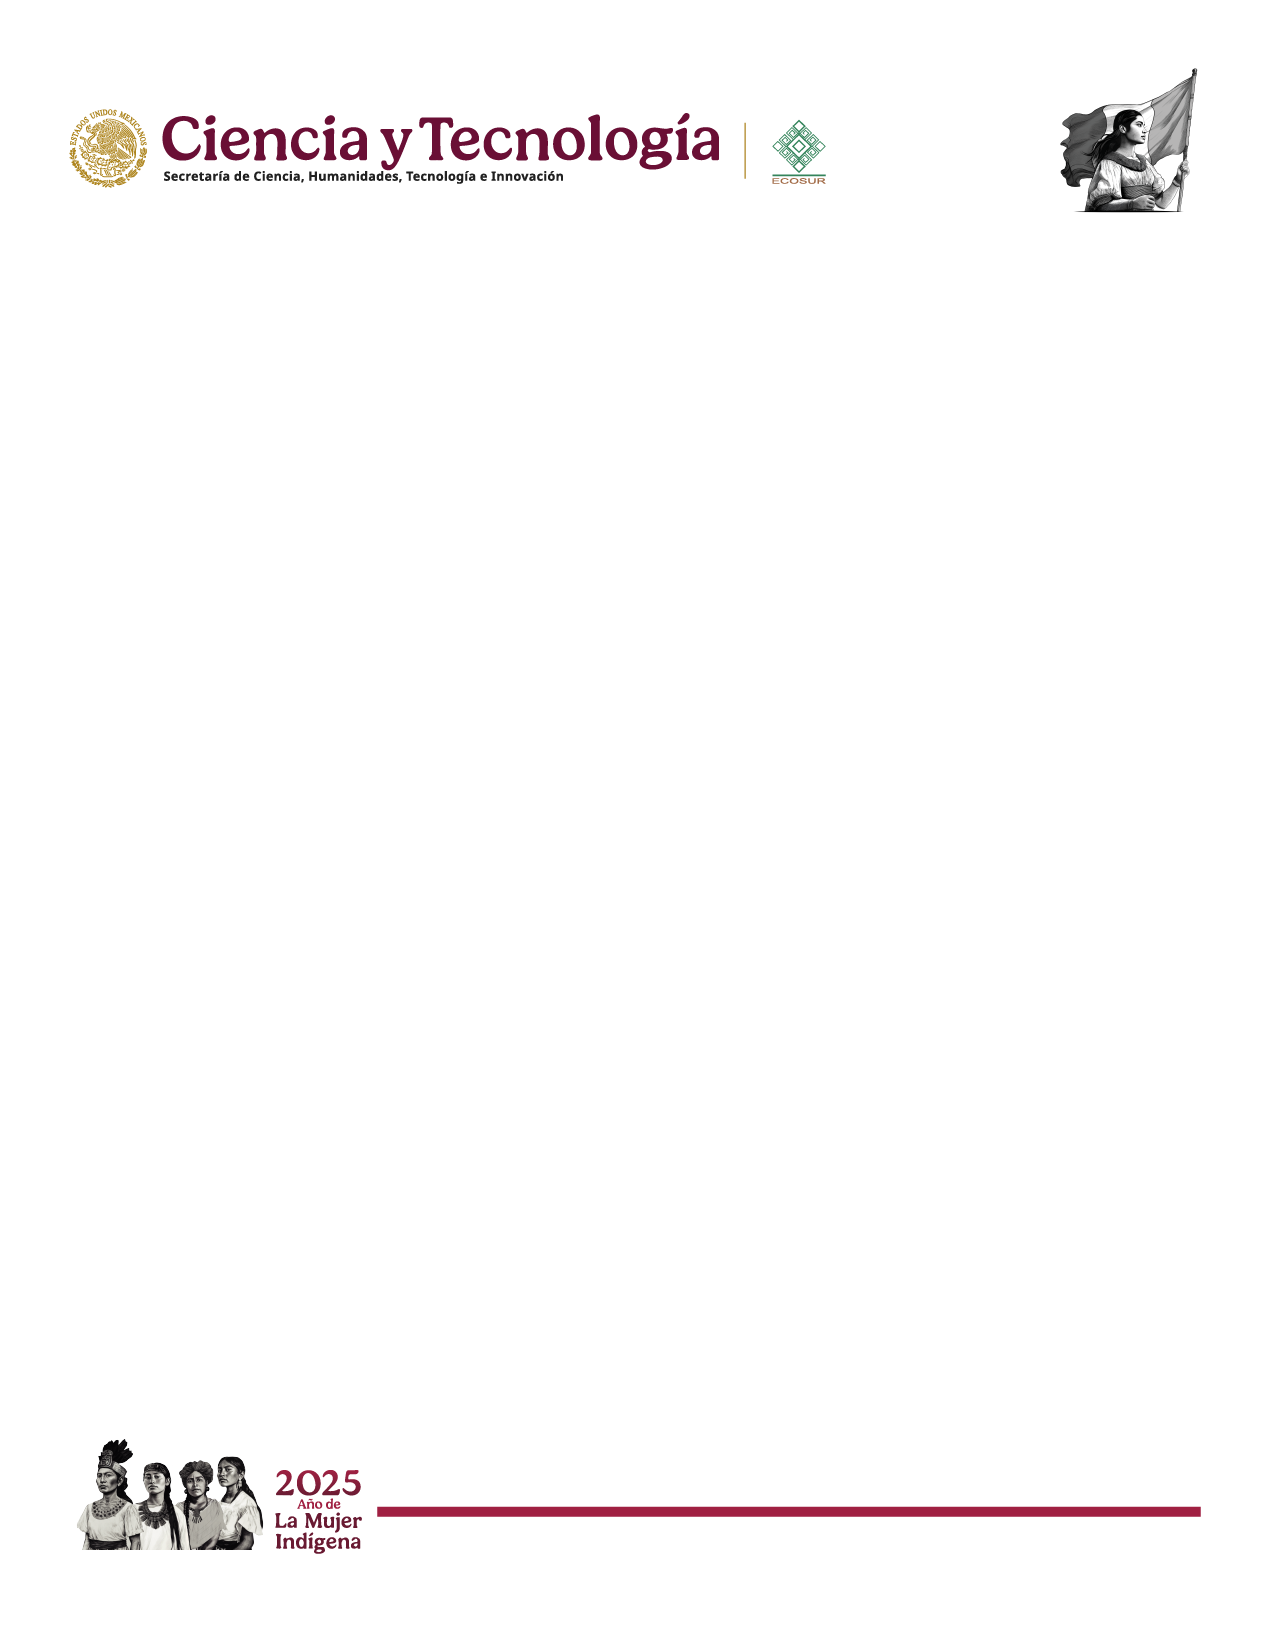 ESTADOS UNIDOS MEXICANOS
Ciencia y Tecnología
Secretaría de Ciencia, Humanidades, Tecnología e Innovación
ECOSUR
2025
Año de
La Mujer
Indígena